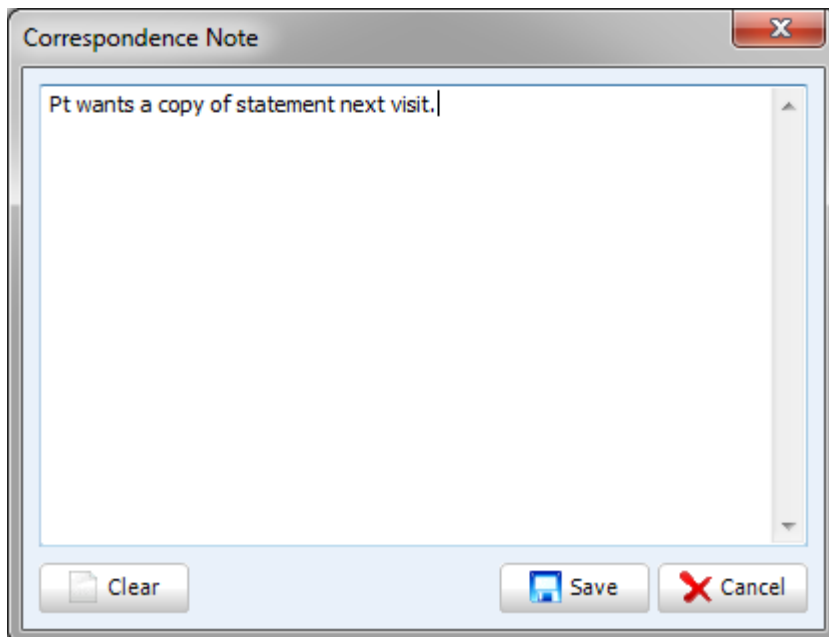 Correspondence Note
Pt wants a copy of statement next visit.
Clear
Save
Cancel